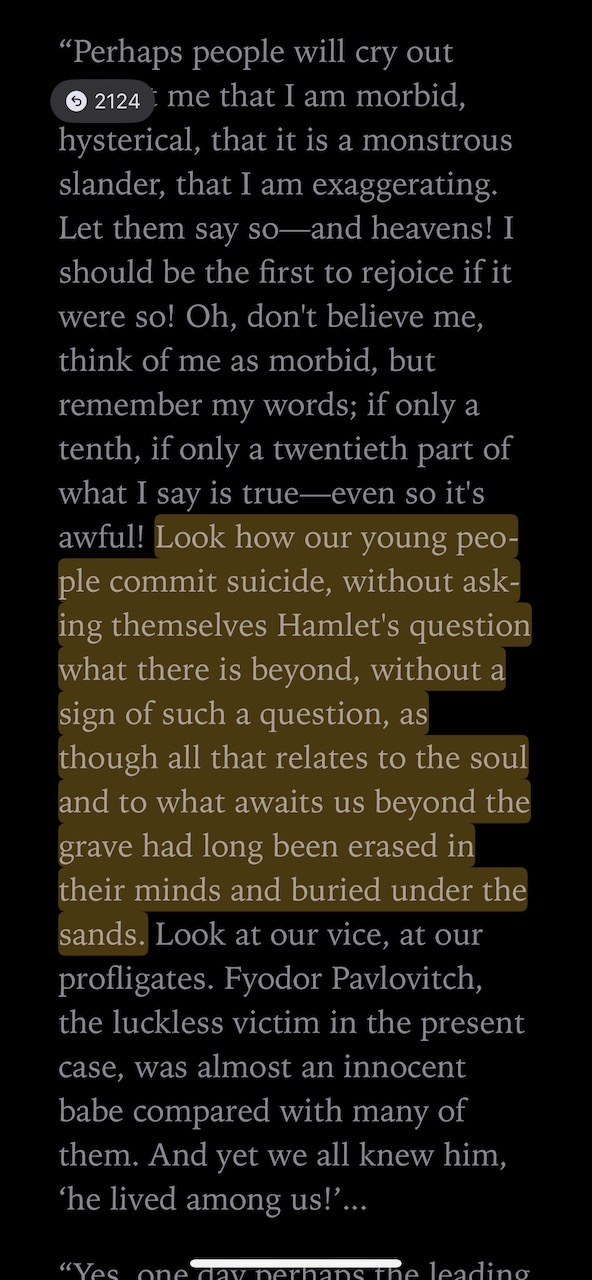 “Perhaps people will cry out
2124
t me that I am morbid,
hysterical, that it is a monstrous
slander, that I am exaggerating.
Let them say so—and heavens! I
should be the first to rejoice if it
were so! Oh, don't believe me,
think of me as morbid, but
remember my words; if only a
tenth, if only a twentieth part of
what I say is true—even so it's
awful! Look how our young peo-
ple commit suicide, without ask-
ing themselves Hamlet's question
what there is beyond, without a
sign of such a question, as
though all that relates to the soul
and to what awaits us beyond the
grave had long been erased in
their minds and buried under the
sands. Look at our vice, at our
profligates. Fyodor Pavlovitch,
the luckless victim in the present
case, was almost an innocent
babe compared with many of
them. And yet we all knew him,
‘he lived among us!’...
“Yes, one day perhaps the leading